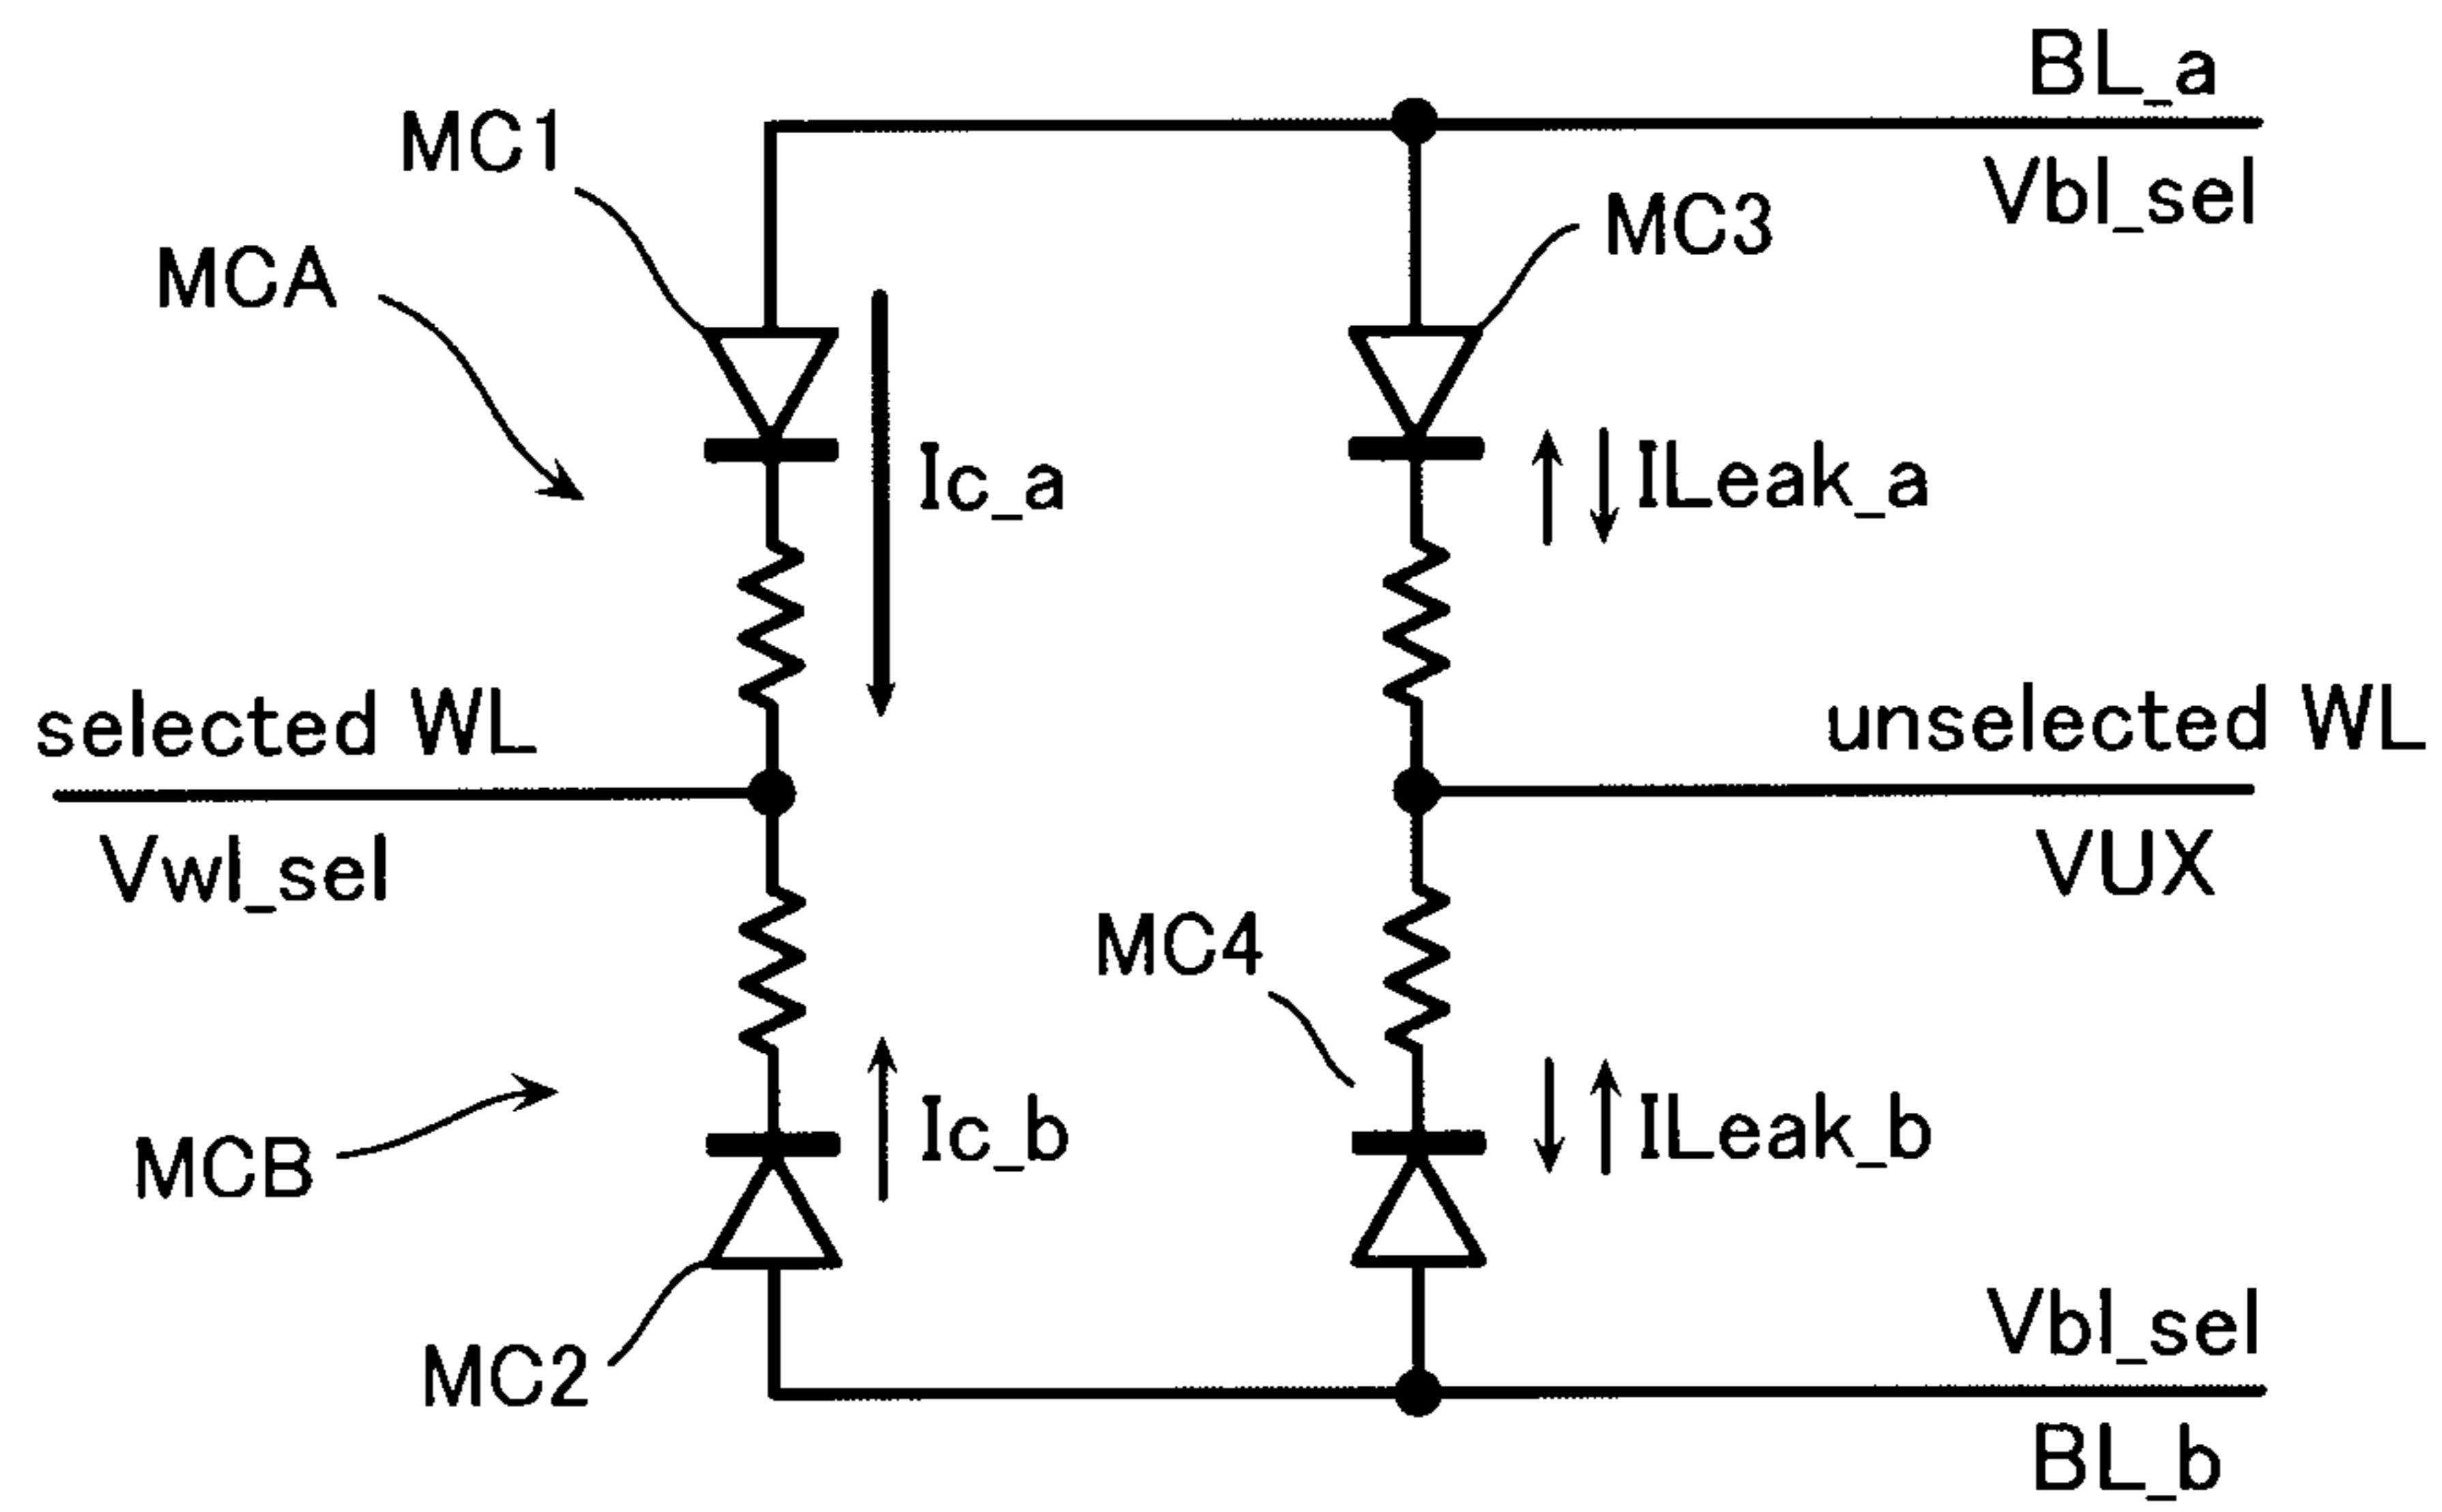 BL_a
MC1
Vbl_sel
MC3
MCA
Ic_a
ILeak_a
selected WL
unselected WL
Vwl_sel
VUX
MC4
Ic_b
ILeak_b
MCB
Vbl_sel
MC2
BL_b